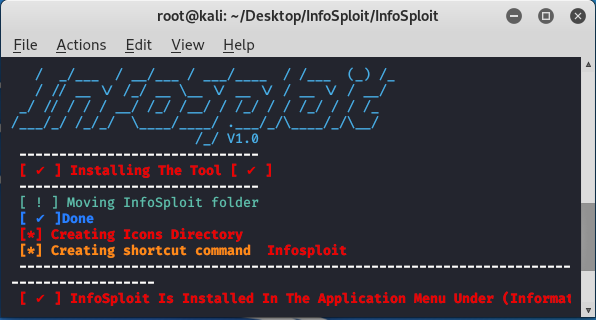 root@kali: ~/Desktop/InfoSploit/InfoSploit
File Actions Edit View Help
V1.0
[ ✔ ] Installing The Tool [ ✔ ]
[ ! ] Moving InfoSploit folder
[ ✔ ]Done
[*] Creating Icons Directory
[*] Creating shortcut command Infosploit
[ ✔ ] InfoSploit Is Installed In The Application Menu Under (Informat